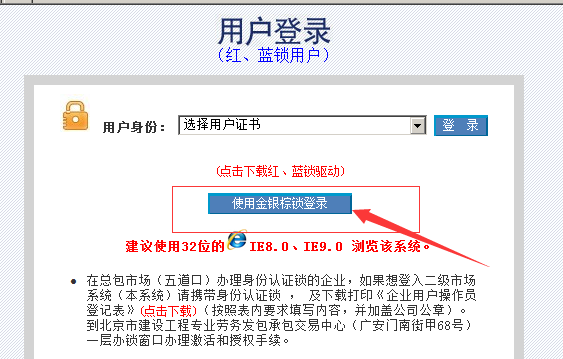 用户登录
（红、蓝锁用户）
用户身份： 选择用户证书 登 录
(点击下载红、蓝锁驱动)
使用金银棕锁登录
建议使用32位的 IE8.0、IE9.0 浏览该系统。
• 在总包市场（五道口）办理身份认证锁的企业，如果想登入二级市场
系统（本系统）请携带身份认证锁 ， 及下载打印《企业用户操作员
登记表》(点击下载)（按照表内要求填写内容，并加盖公司公章）。
到北京市建设工程专业劳务发包承包交易中心（广安门南街甲68号）
一层办锁窗口办理激活和授权手续。